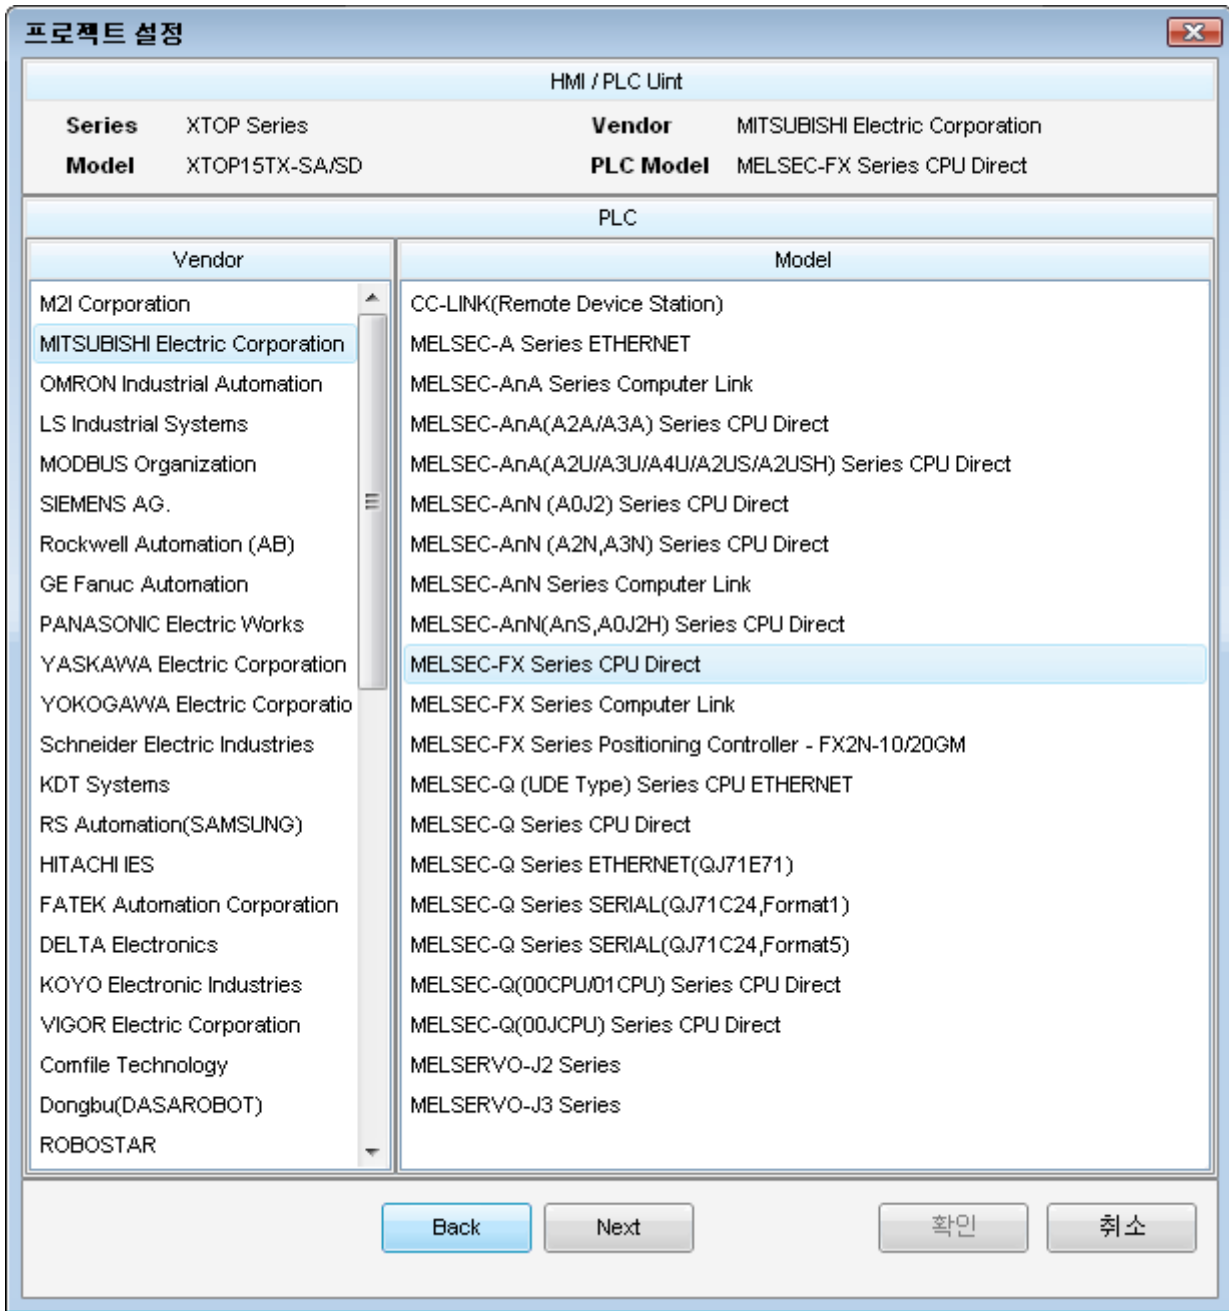 프로젝트 설정
HMI / PLC Uint
Series XTOP Series Vendor MITSUBISHI Electric Corporation
Model XTOP15TX-SA/SD PLC Model MELSEC-FX Series CPU Direct
PLC
Vendor
M2I Corporation
MITSUBISHI Electric Corporation
OMRON Industrial Automation
LS Industrial Systems
MODBUS Organization
SIEMENS AG.
Rockwell Automation (AB)
GE Fanuc Automation
PANASONIC Electric Works
YASKAWA Electric Corporation
YOKOGAWA Electric Corporatio
Schneider Electric Industries
KDT Systems
RS Automation(SAMSUNG)
HITACHI IES
FATEK Automation Corporation
DELTA Electronics
KOYO Electronic Industries
VIGOR Electric Corporation
Comfile Technology
Dongbu(DASAROBOT)
ROBOSTAR
Model
CC-LINK(Remote Device Station)
MELSEC-A Series ETHERNET
MELSEC-AnA Series Computer Link
MELSEC-AnA(A2A/A3A) Series CPU Direct
MELSEC-AnA(A2U/A3U/A4U/A2US/A2USH) Series CPU Direct
MELSEC-AnN (A0J2) Series CPU Direct
MELSEC-AnN (A2N,A3N) Series CPU Direct
MELSEC-AnN Series Computer Link
MELSEC-AnN(AnS,A0J2H) Series CPU Direct
MELSEC-FX Series CPU Direct
MELSEC-FX Series Computer Link
MELSEC-FX Series Positioning Controller - FX2N-10/20GM
MELSEC-Q (UDE Type) Series CPU ETHERNET
MELSEC-Q Series CPU Direct
MELSEC-Q Series ETHERNET(QJ71E71)
MELSEC-Q Series SERIAL(QJ71C24,Format1)
MELSEC-Q Series SERIAL(QJ71C24,Format5)
MELSEC-Q(00CPU/01CPU) Series CPU Direct
MELSEC-Q(00JCPU) Series CPU Direct
MELSERVO-J2 Series
MELSERVO-J3 Series
Back Next 확인 취소